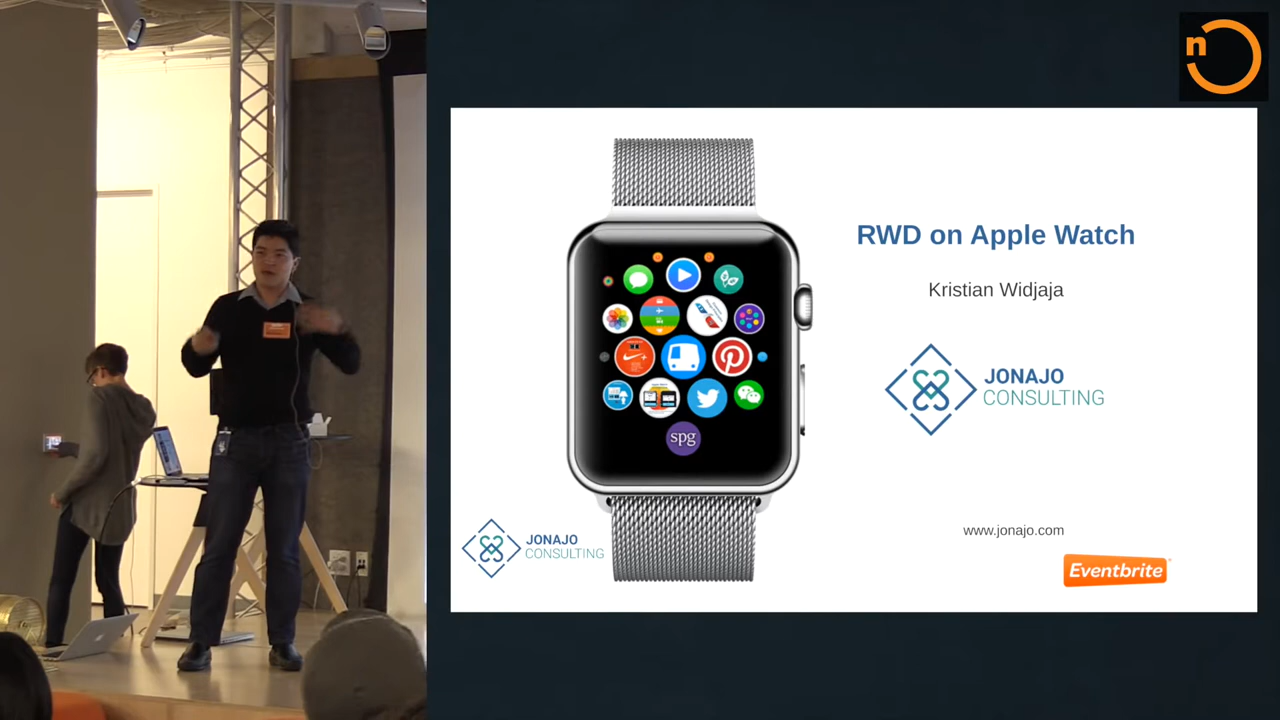 n
RWD on Apple Watch
Kristian Widjaja
JONAJO
CONSULTING
spg
www.jonajo.com
JONAJO
CONSULTING
Eventbrite